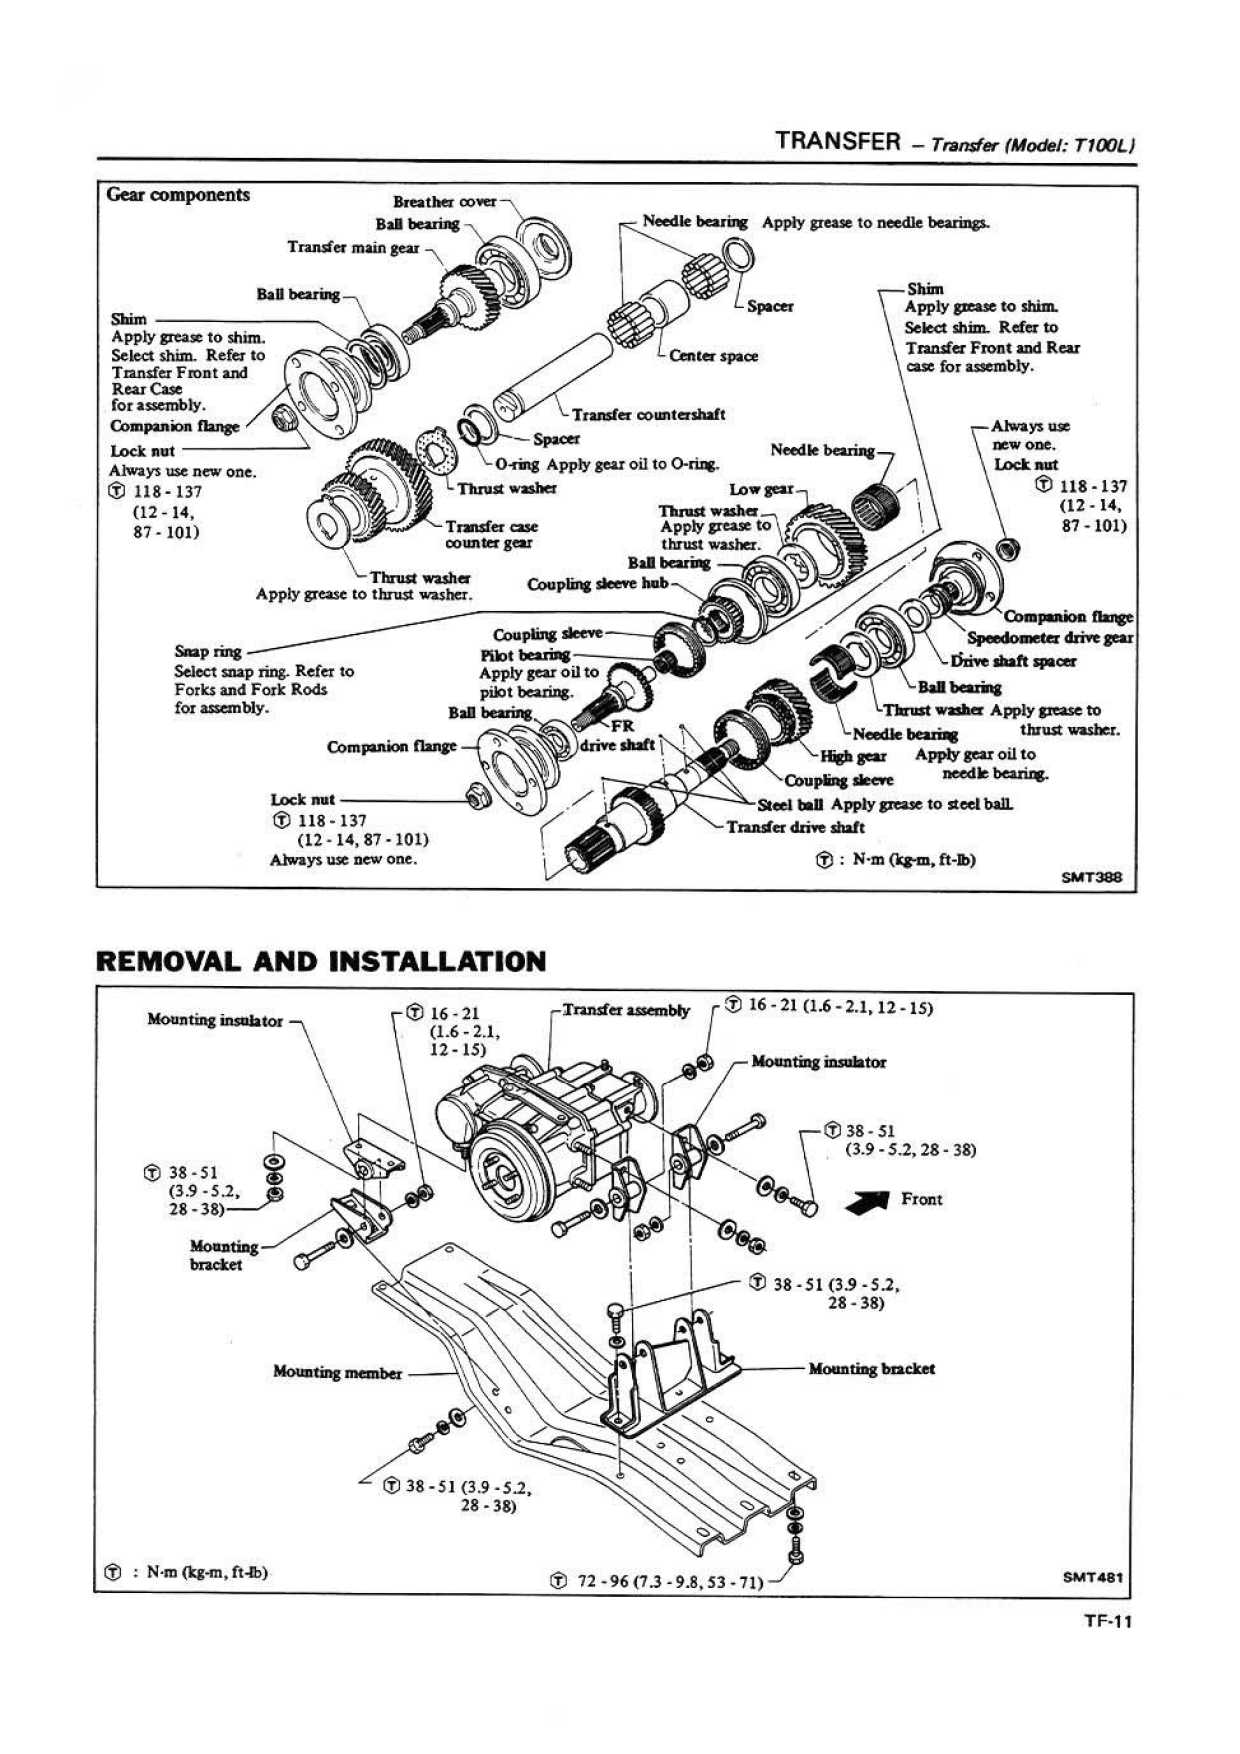 TRANSFER – Transfer (Model: T100L)
Gear components
Breather cover
Ball bearing
Transfer main gear
Ball bearing
Shim
Apply grease to shim.
Select shim. Refer to
Transfer Front and
Rear Case
for assembly.
Companion flange
Lock nut
Always use new one.
Ⓣ 118 - 137
(12 - 14,
87 - 101)
Needle bearing Apply grease to needle bearings.
Spacer
Center space
Transfer countershaft
Spacer
O-ring Apply gear oil to O-ring.
Thrust washer
Transfer case
counter gear
Thrust washer
Apply grease to thrust washer.
Shim
Apply grease to shim.
Select shim. Refer to
Transfer Front and Rear
case for assembly.
Always use
new one.
Lock nut
Ⓣ 118 - 137
(12 - 14,
87 - 101)
Needle bearing
Low gear
Thrust washer
Apply grease to
thrust washer.
Ball bearing
Coupling sleeve hub
Coupling sleeve
Pilot bearing
Apply gear oil to
pilot bearing.
Ball bearing
Snap ring
Select snap ring. Refer to
Forks and Fork Rods
for assembly.
Companion flange
FR
drive shaft
Lock nut
Ⓣ 118 - 137
(12 - 14, 87 - 101)
Always use new one.
Companion flange
Speedometer drive gear
Drive shaft spacer
Ball bearing
Thrust washer Apply grease to
thrust washer.
Needle bearing
Apply gear oil to
needle bearing.
High gear
Coupling sleeve
Steel ball Apply grease to steel ball.
Transfer drive shaft
Ⓣ : N·m (kg-m, ft-lb)
SMT388
REMOVAL AND INSTALLATION
Mounting insulator
Ⓣ 16 - 21
(1.6 - 2.1,
12 - 15)
Transfer assembly
Ⓣ 16 - 21 (1.6 - 2.1, 12 - 15)
Mounting insulator
Ⓣ 38 - 51
(3.9 - 5.2, 28 - 38)
Front
Ⓣ 38 - 51
(3.9 - 5.2,
28 - 38)
Mounting
bracket
Ⓣ 38 - 51 (3.9 - 5.2,
28 - 38)
Mounting member
Mounting bracket
Ⓣ 38 - 51 (3.9 - 5.2,
28 - 38)
Ⓣ : N·m (kg-m, ft-lb)
Ⓣ 72 - 96 (7.3 - 9.8, 53 - 71)
SMT481
TF-11